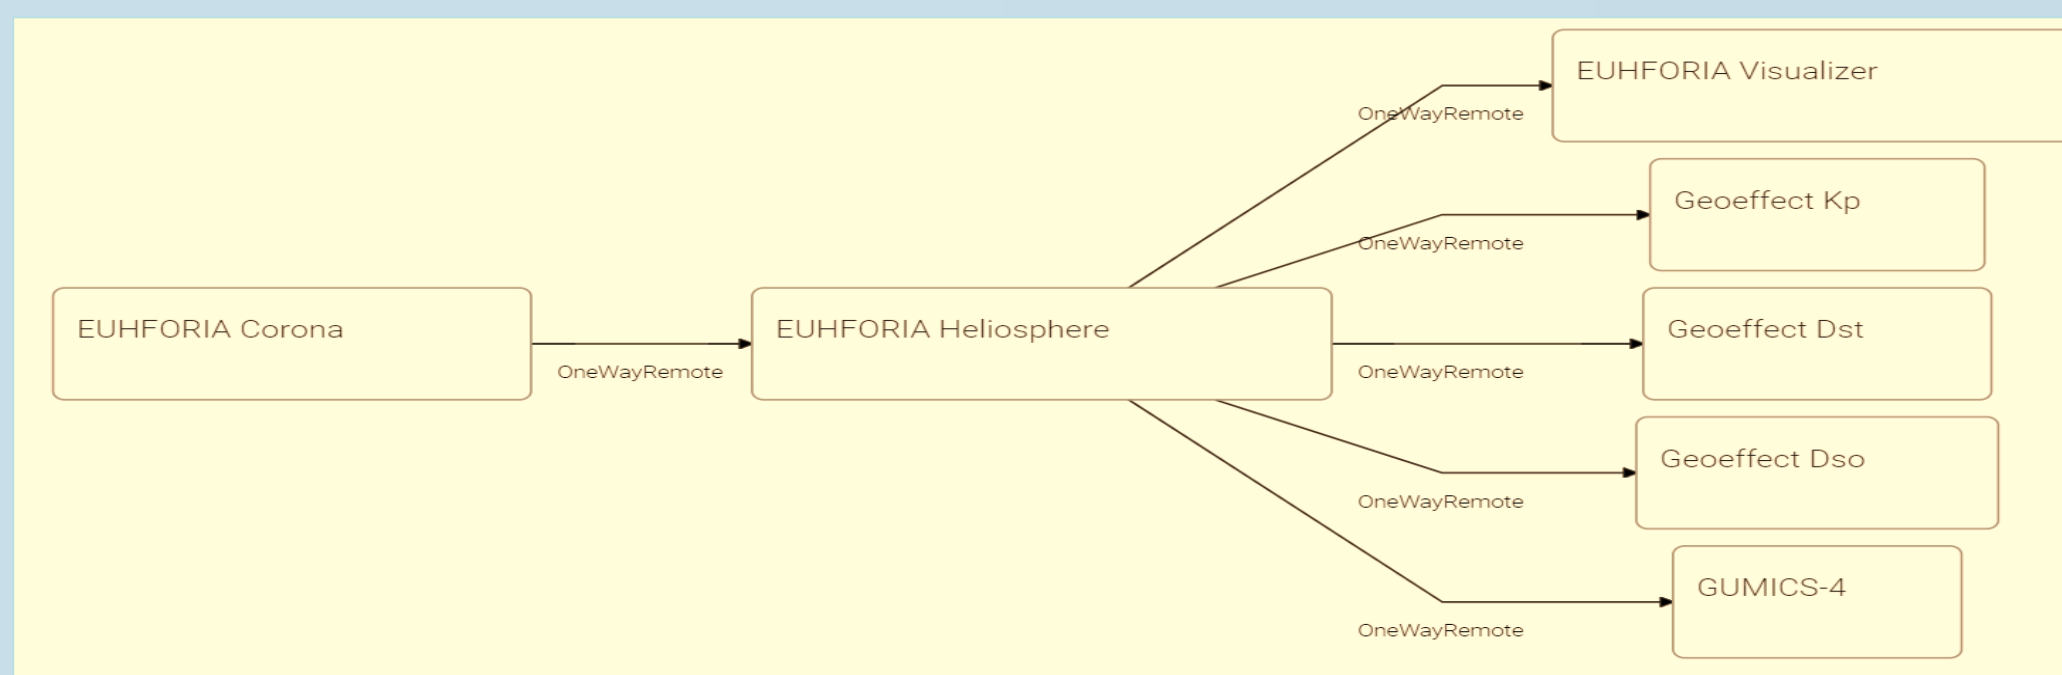 EUHFORIA Visualizer
OneWayRemote
Geoeffect Kp
OneWayRemote
EUHFORIA Corona
EUHFORIA Heliosphere
Geoeffect Dst
OneWayRemote
OneWayRemote
Geoeffect Dso
OneWayRemote
GUMICS-4
OneWayRemote